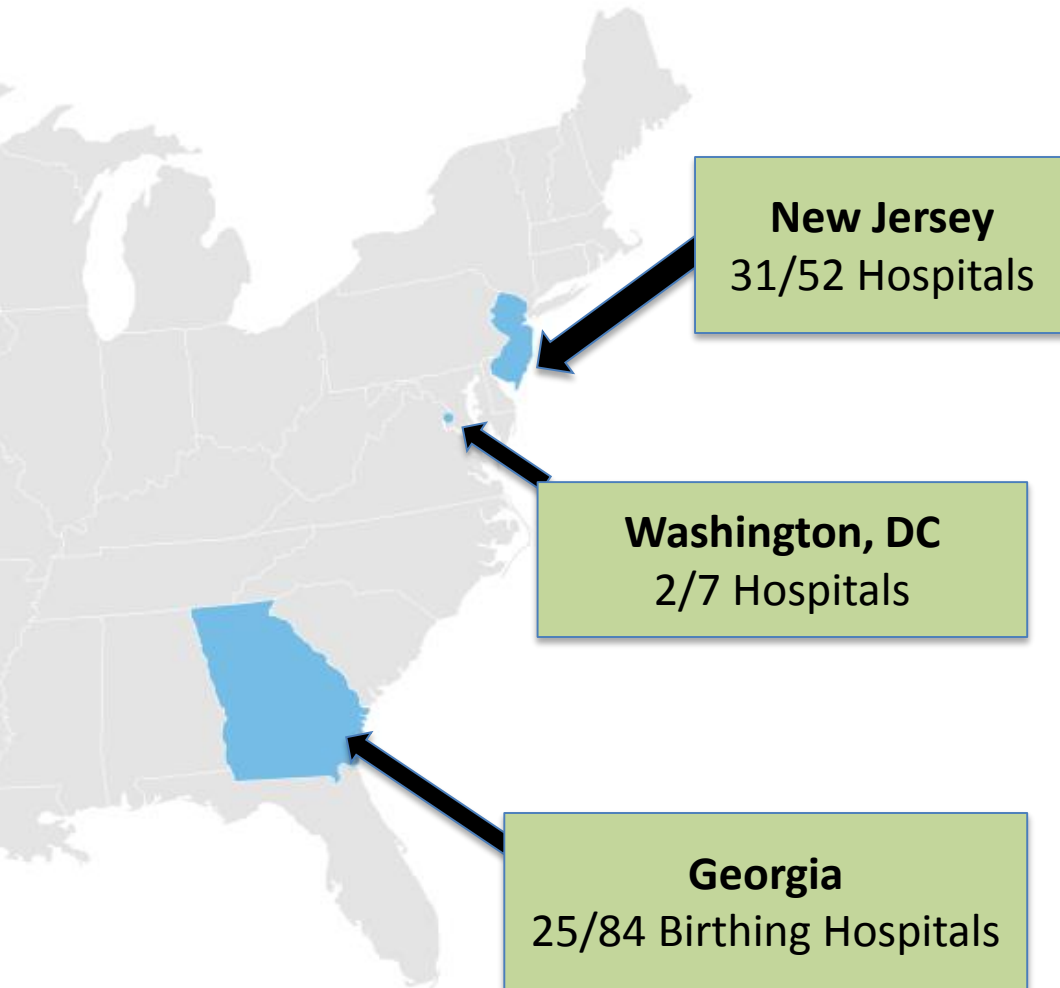 New Jersey
31/52 Hospitals
Washington, DC
2/7 Hospitals
Georgia
25/84 Birthing Hospitals